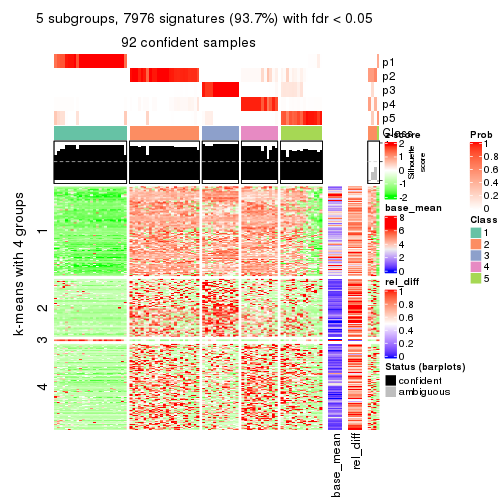 5 subgroups, 7976 signatures (93.7%) with fdr < 0.05
92 confident samples
p1
p2
p3
p4
p5
Class
z-score
2
1
0
-1
-2
Silhouette
score
Prob
1
0.8
0.6
0.4
0.2
0
base_mean
8
6
4
2
0
Class
1
2
3
4
5
rel_diff
1
0.8
0.6
0.4
0.2
0
Status (barplots)
confident
ambiguous
k-means with 4 groups
1
2
3
4
base_mean
rel_diff